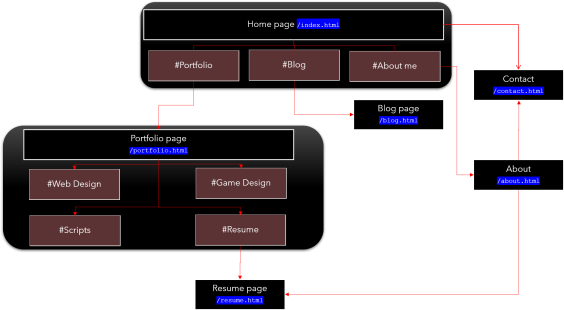 Home page /index.html
#Portfolio
#Blog
#About me
Contact
/contact.html
Blog page
/blog.html
Portfolio page
/portfolio.html
#Web Design
#Game Design
About
/about.html
#Scripts
#Resume
Resume page
/resume.html